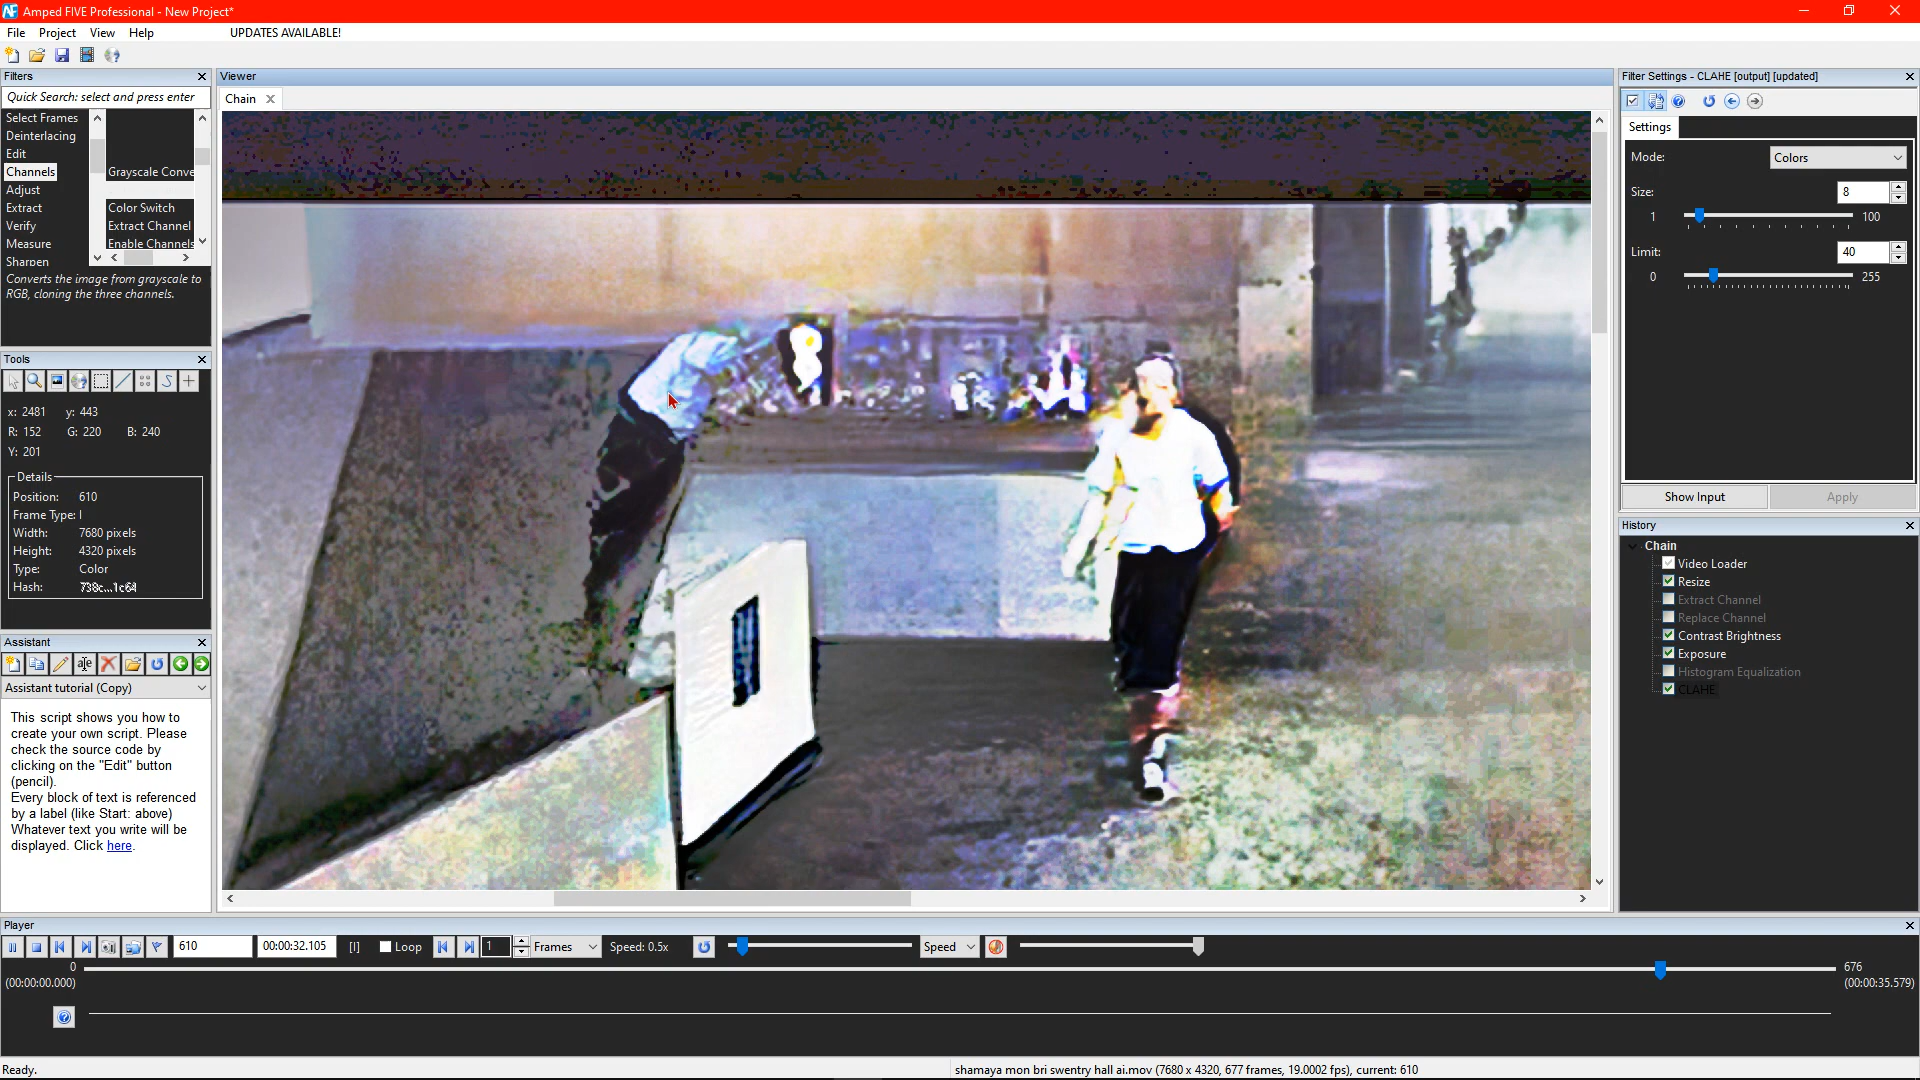 Amped FIVE Professional - New Project*
File Project View Help UPDATES AVAILABLE!
Filters
Quick Search: select and press enter
Select Frames
Deinterlacing
Edit
Channels
Adjust
Extract
Verify
Measure
Sharpen
Grayscale Conve
Color Switch
Extract Channel
Enable Channels
Converts the image from grayscale to
RGB, cloning the three channels.
Tools
x: 2481 y: 443
R: 152 G: 220 B: 240
Y: 201
Details
Position: 610
Frame Type: I
Width: 7680 pixels
Height: 4320 pixels
Type: Color
Hash: 738c...1c64
Assistant
Assistant tutorial (Copy)
This script shows you how to
create your own script. Please
check the source code by
clicking on the "Edit" button
(pencil).
Every block of text is referenced
by a label (like Start: above)
Whatever text you write will be
displayed. Click here.
Viewer
Chain
Filter Settings - CLAHE [output] [updated]
Settings
Mode: Colors
Size: 8
1 100
Limit: 40
0 255
Show Input Apply
History
Chain
Video Loader
Resize
Extract Channel
Replace Channel
Contrast Brightness
Exposure
Histogram Equalization
CLAHE
Player
610 00:00:32.105 [I] Loop 1 Frames Speed: 0.5x Speed
0 676
(00:00:00.000) (00:00:35.579)
Ready. shamaya mon bri swentry hall ai.mov (7680 x 4320, 677 frames, 19.0002 fps), current: 610